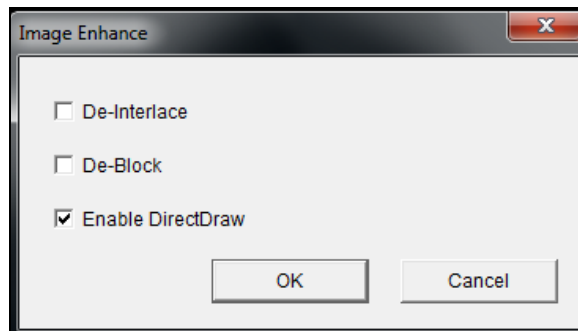 Image Enhance
De-Interlace
De-Block
Enable DirectDraw
OK Cancel